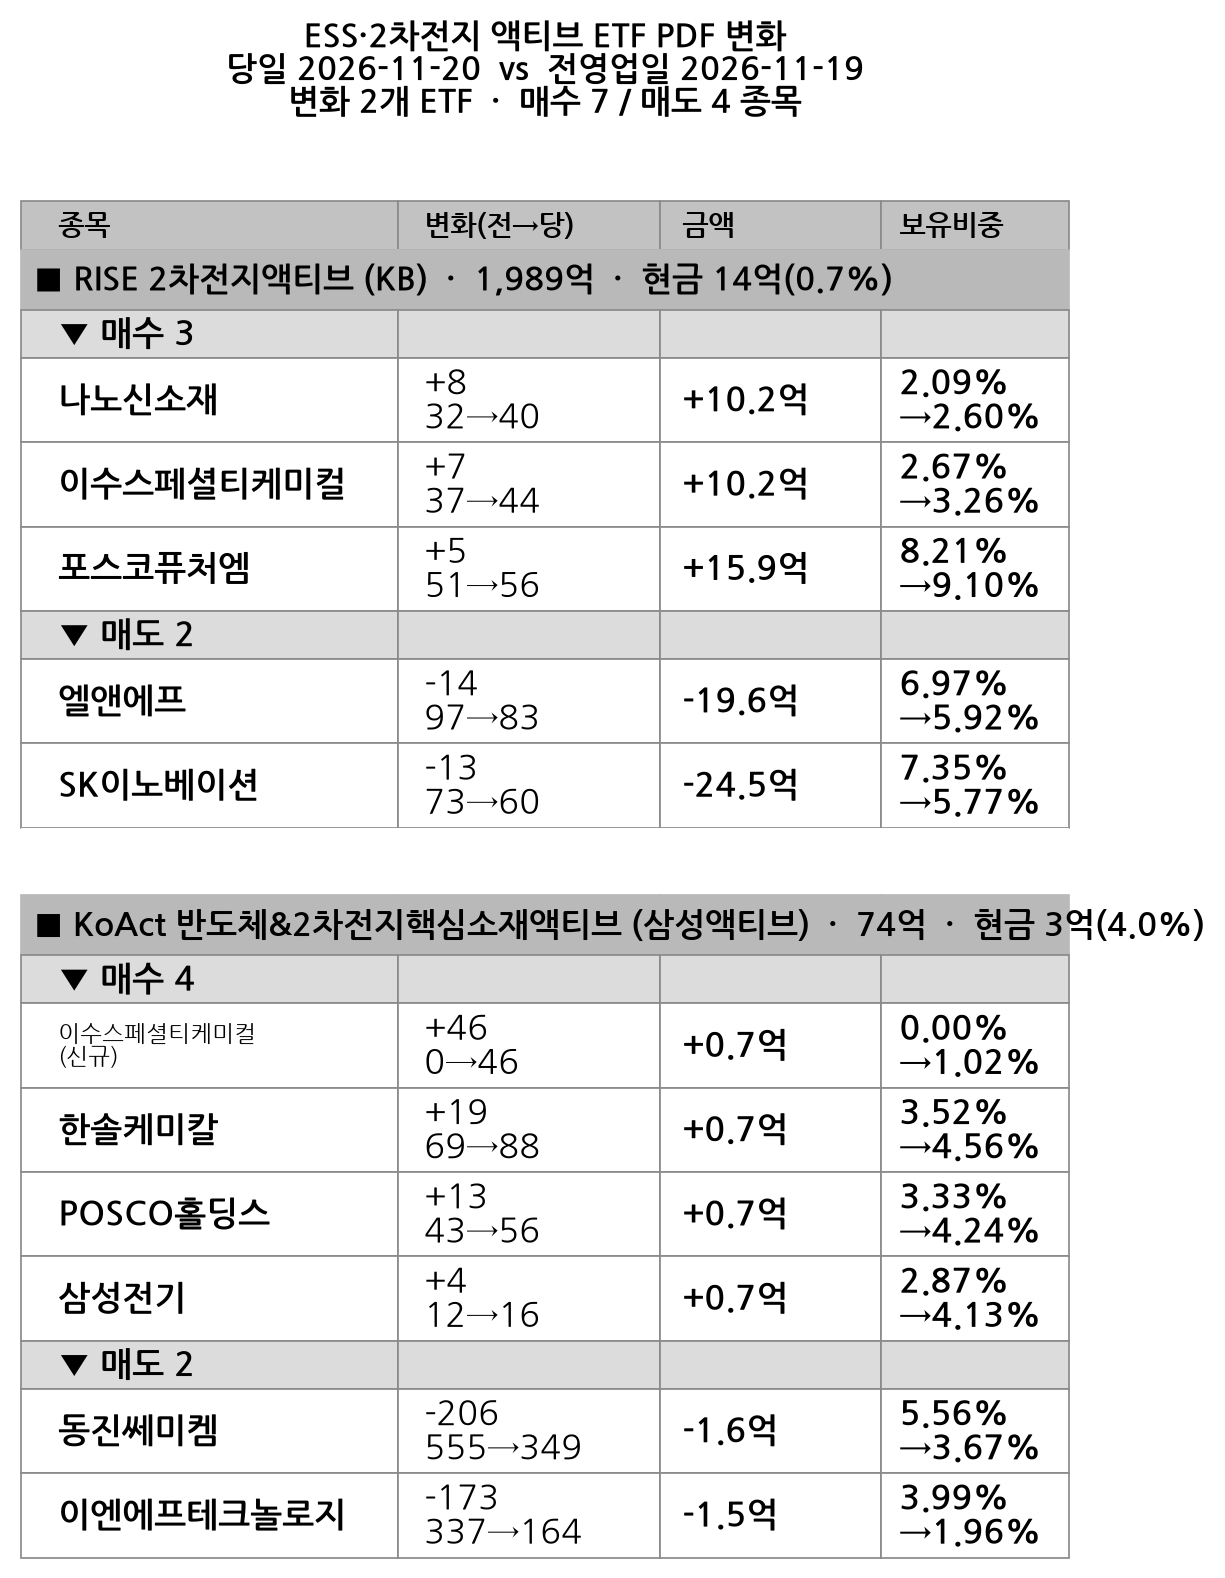 ESS·2차전지 액티브 ETF PDF 변화
당일 2026-11-20 vs 전영업일 2026-11-19
변화 2개 ETF · 매수 7 / 매도 4 종목
종목 변화(전→당) 금액 보유비중
■ RISE 2차전지액티브 (KB) · 1,989억 · 현금 14억(0.7%)
▼ 매수 3
나노신소재 +8 32→40 +10.2억 2.09% →2.60%
이수스페셜티케미컬 +7 37→44 +10.2억 2.67% →3.26%
포스코퓨처엠 +5 51→56 +15.9억 8.21% →9.10%
▼ 매도 2
엘앤에프 -14 97→83 -19.6억 6.97% →5.92%
SK이노베이션 -13 73→60 -24.5억 7.35% →5.77%
■ KoAct 반도체&2차전지핵심소재액티브 (삼성액티브) · 74억 · 현금 3억(4.0%)
▼ 매수 4
이수스페셜티케미컬 (신규) +46 0→46 +0.7억 0.00% →1.02%
한솔케미칼 +19 69→88 +0.7억 3.52% →4.56%
POSCO홀딩스 +13 43→56 +0.7억 3.33% →4.24%
삼성전기 +4 12→16 +0.7억 2.87% →4.13%
▼ 매도 2
동진쎄미켐 -206 555→349 -1.6억 5.56% →3.67%
이엔에프테크놀로지 -173 337→164 -1.5억 3.99% →1.96%